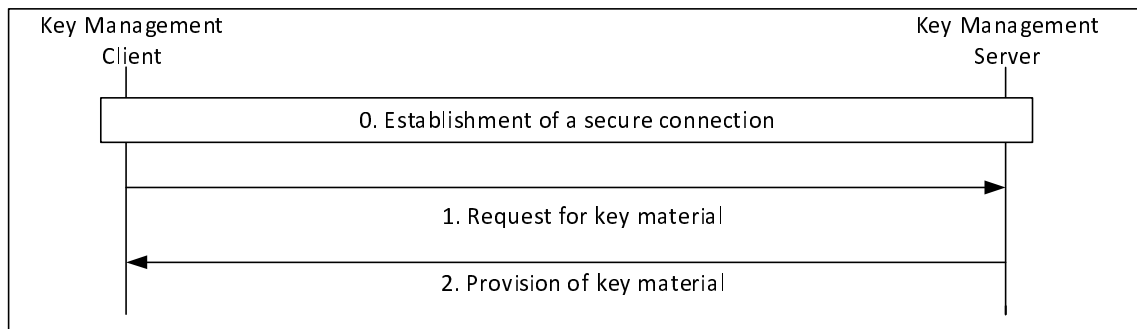 Key Management
Client
Key Management
Server
0. Establishment of a secure connection
1. Request for key material
2. Provision of key material